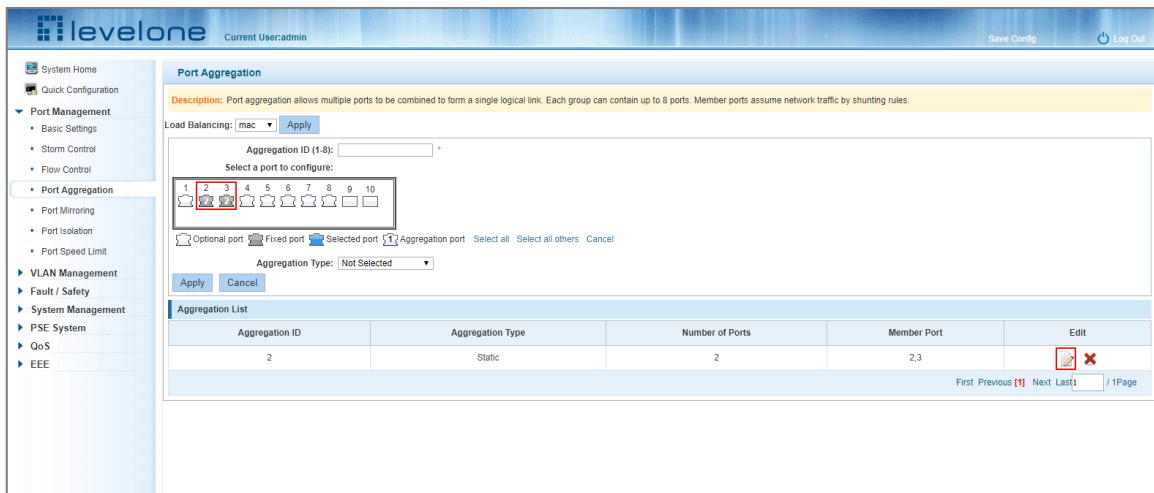 levelone
Current User:admin
Save Config
Log Out
System Home
Quick Configuration
Port Management
Basic Settings
Storm Control
Flow Control
Port Aggregation
Port Mirroring
Port Isolation
Port Speed Limit
VLAN Management
Fault / Safety
System Management
PSE System
QoS
EEE
Port Aggregation
Description: Port aggregation allows multiple ports to be combined to form a single logical link. Each group can contain up to 8 ports. Member ports assume network traffic by shunting rules.
Load Balancing: mac Apply
Aggregation ID (1-8): *
Select a port to configure:
1 2 3 4 5 6 7 8 9 10
2 2
Optional port Fixed port Selected port 1 Aggregation port Select all Select all others Cancel
Aggregation Type: Not Selected
Apply Cancel
Aggregation List
Aggregation ID Aggregation Type Number of Ports Member Port Edit
2 Static 2 2,3
First Previous [1] Next Last 1 / 1Page